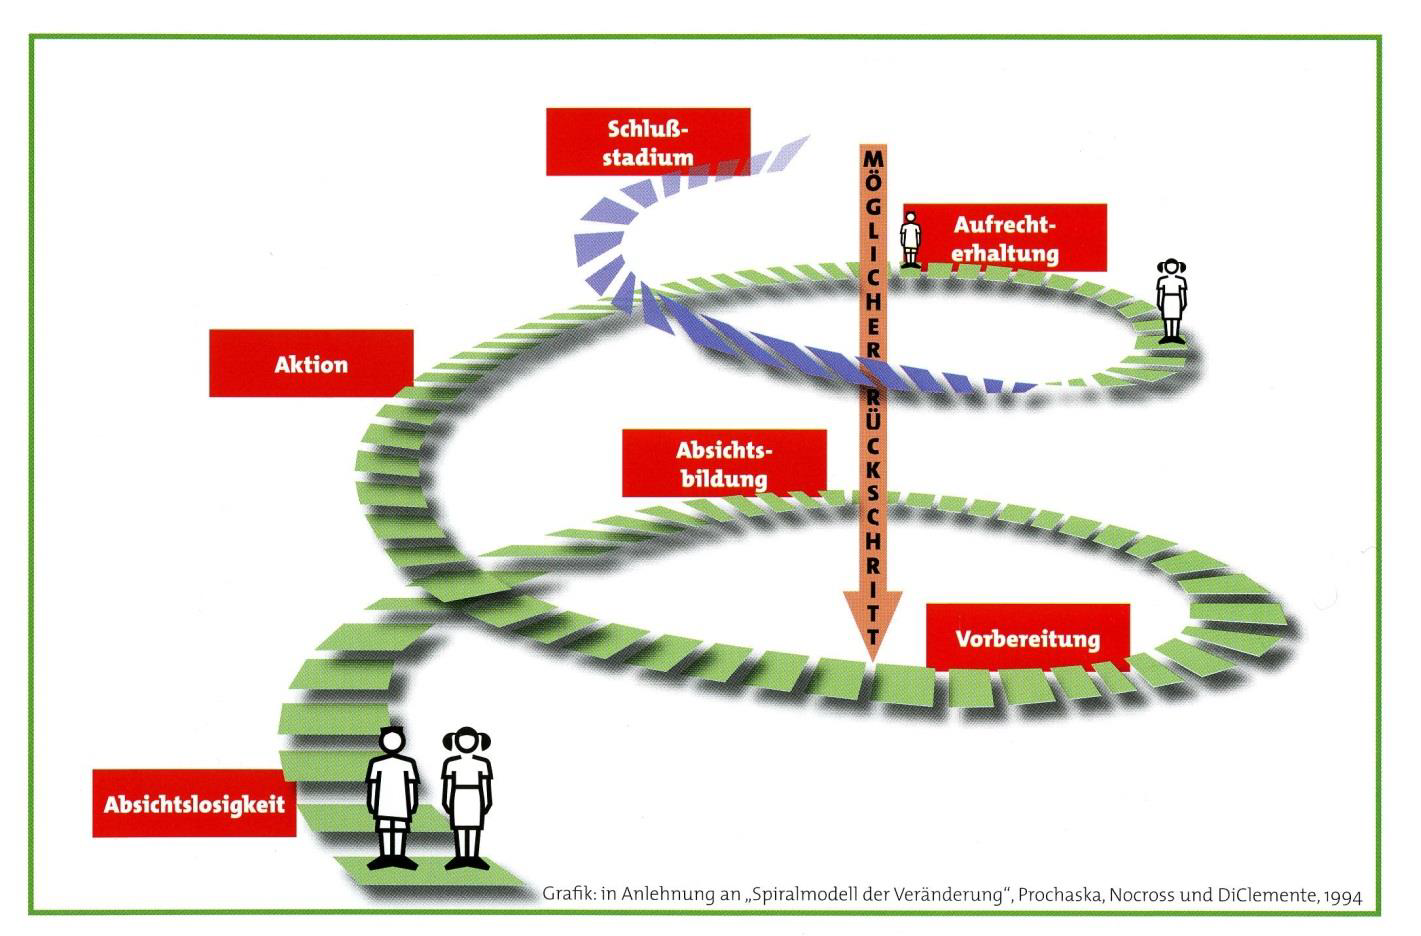 Schluß-
stadium
MÖGLICHER RÜCKSCHRITT
Aufrecht-
erhaltung
Aktion
Absichts-
bildung
Vorbereitung
Absichtslosigkeit
Grafik: in Anlehnung an „Spiralmodell der Veränderung“, Prochaska, Nocross und DiClemente, 1994